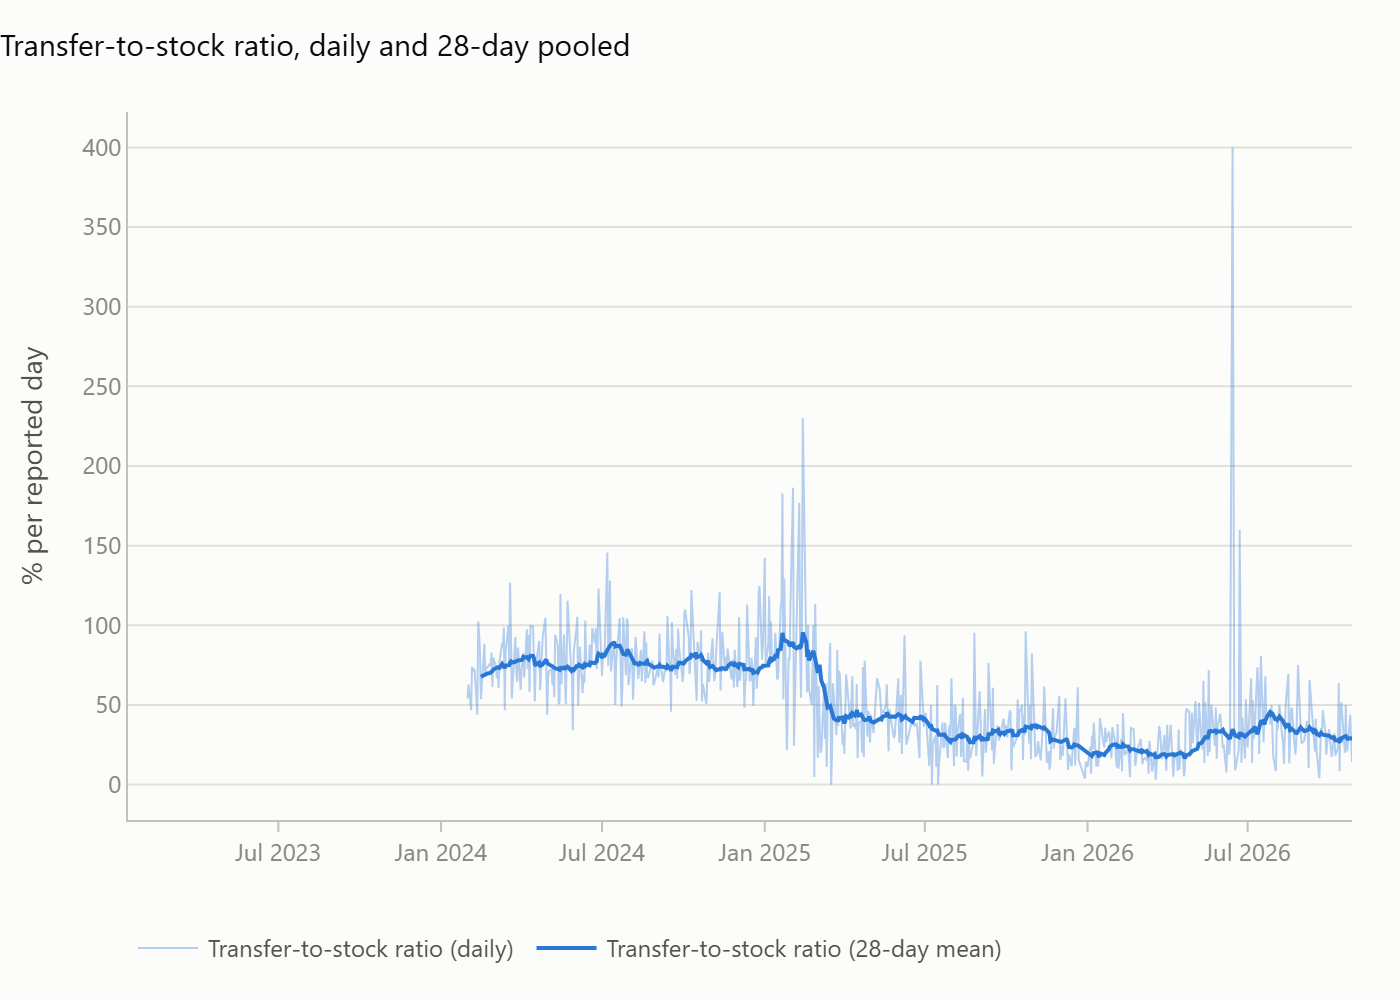 Transfer-to-stock ratio, daily and 28-day pooled
% per reported day
400
350
300
250
200
150
100
50
0
Jul 2023
Jan 2024
Jul 2024
Jan 2025
Jul 2025
Jan 2026
Jul 2026
Transfer-to-stock ratio (daily)
Transfer-to-stock ratio (28-day mean)